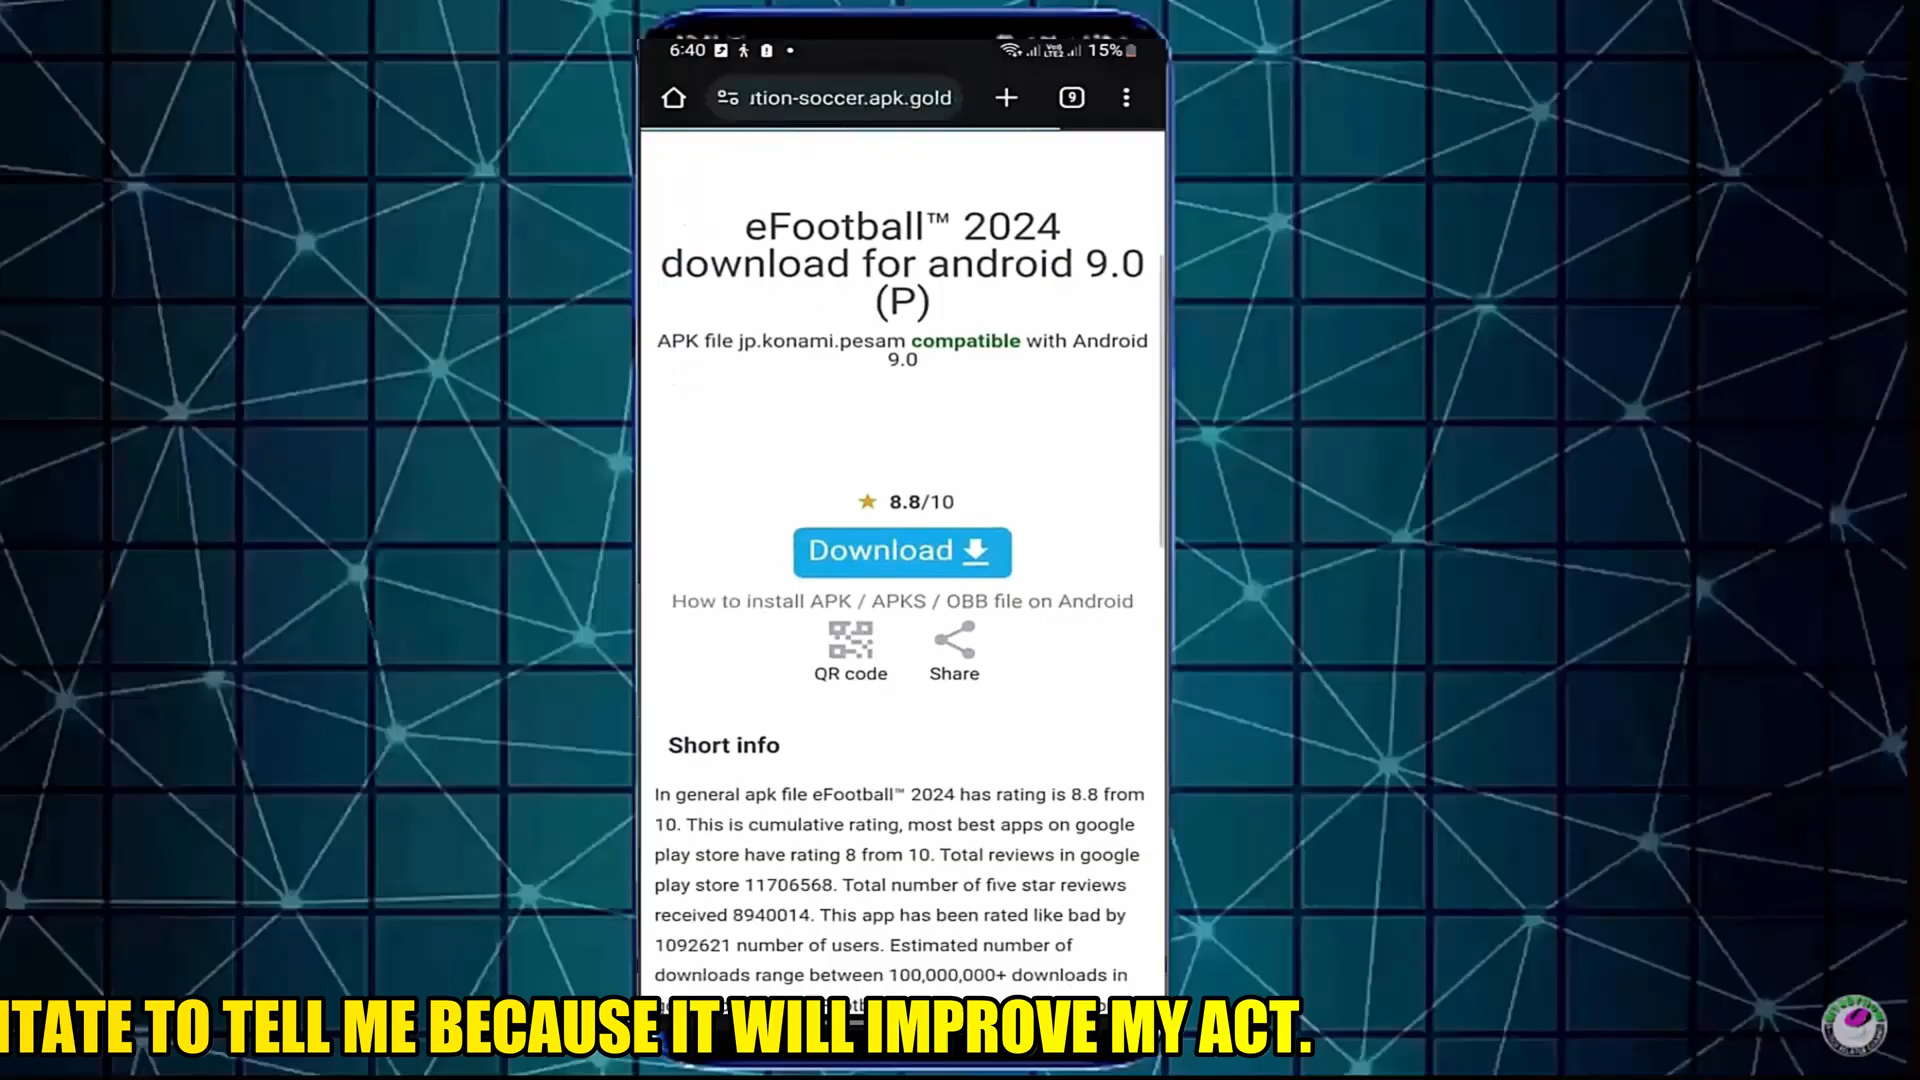 6:40
VoD LTE2 15%
ıtion-soccer.apk.gold
9
eFootball™ 2024
download for android 9.0
(P)
APK file jp.konami.pesam compatible with Android
9.0
8.8/10
Download
How to install APK / APKS / OBB file on Android
QR code Share
Short info
In general apk file eFootball™ 2024 has rating is 8.8 from
10. This is cumulative rating, most best apps on google
play store have rating 8 from 10. Total reviews in google
play store 11706568. Total number of five star reviews
received 8940014. This app has been rated like bad by
1092621 number of users. Estimated number of
downloads range between 100,000,000+ downloads in
ITATE TO TELL ME BECAUSE IT WILL IMPROVE MY ACT.